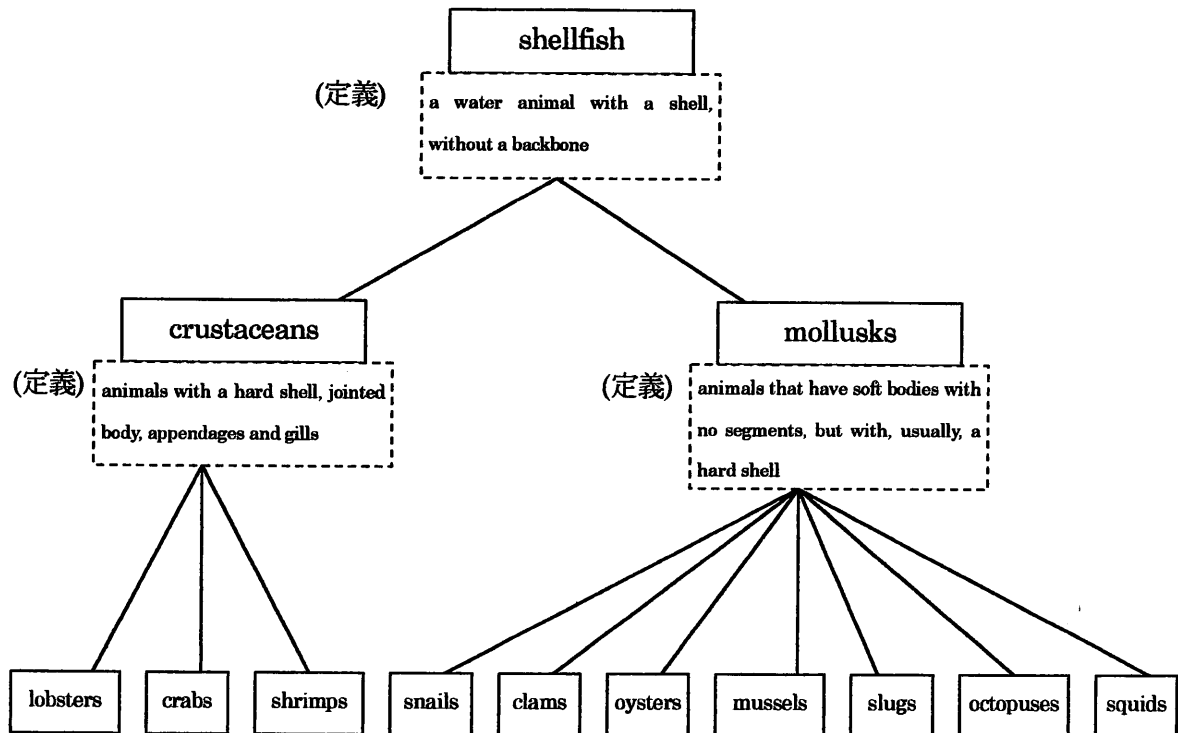 shellfish
(定義)
a water animal with a shell,
without a backbone
crustaceans
(定義)
animals with a hard shell, jointed
body, appendages and gills
mollusks
(定義)
animals that have soft bodies with
no segments, but with, usually, a
hard shell
lobsters
crabs
shrimps
snails
clams
oysters
mussels
slugs
octopuses
squids